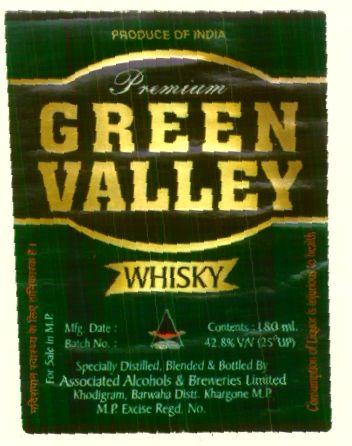 PRODUCE OF INDIA
Premium
GREEN
VALLEY
WHISKY
मदिरापान स्वास्थ्य के लिए हानिकारक है।
For Sale in M.P.
Mfg. Date :
Batch No. :
Contents : 180 ml.
42.8% V/V (25° UP)
Consumption of Liquor is injurious to health
Specially Distilled, Blended & Bottled By
Associated Alcohols & Breweries Limited
Khodigram, Barwaha Distt. Khargone M.P.
M.P. Excise Regd. No.